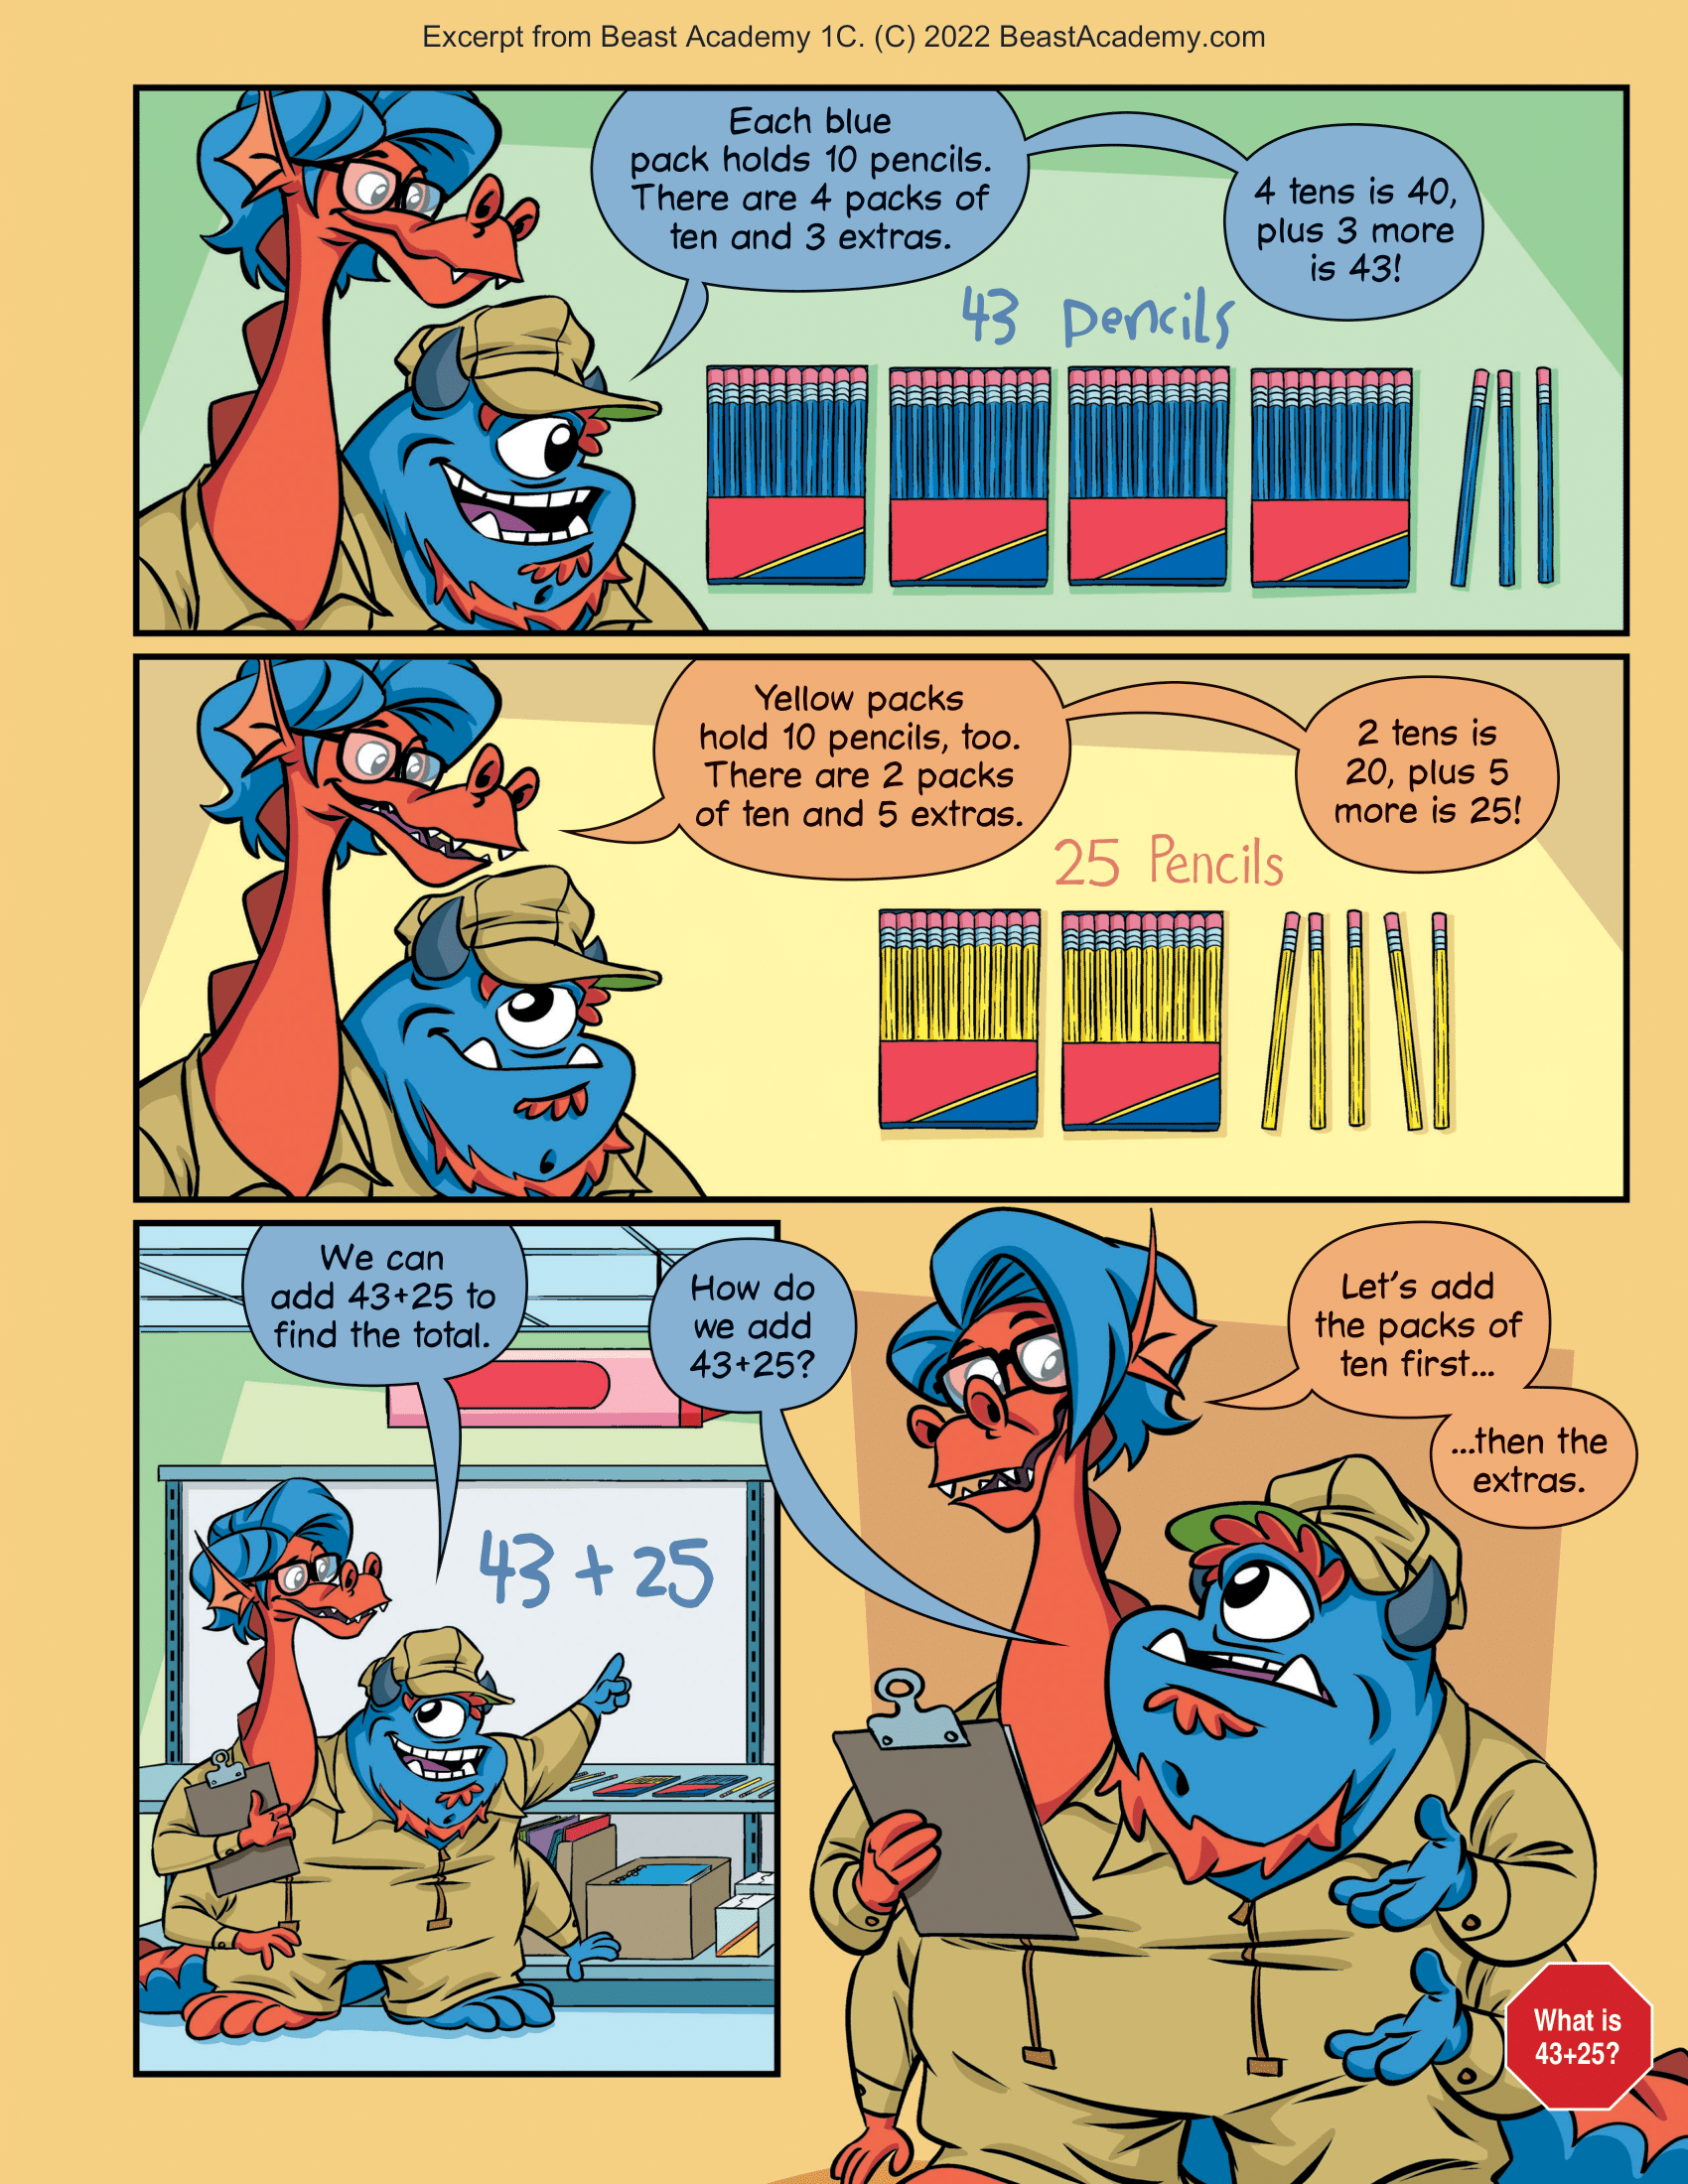 Excerpt from Beast Academy 1C. (C) 2022 BeastAcademy.com
Each blue
pack holds 10 pencils.
There are 4 packs of
ten and 3 extras.
4 tens is 40,
plus 3 more
is 43!
43 Pencils
Yellow packs
hold 10 pencils, too.
There are 2 packs
of ten and 5 extras.
2 tens is
20, plus 5
more is 25!
25 Pencils
We can
add 43+25 to
find the total.
43 + 25
How do
we add
43+25?
Let's add
the packs of
ten first...
...then the
extras.
What is
43+25?